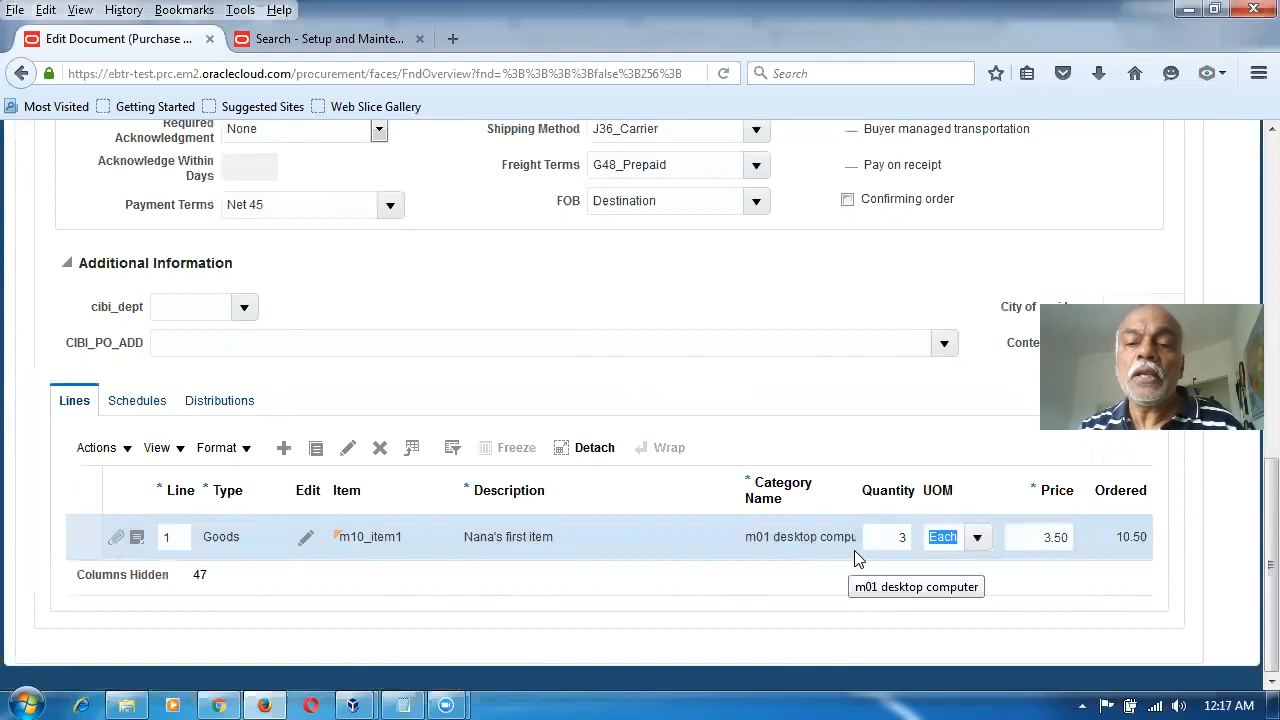 File Edit View History Bookmarks Tools Help
Edit Document (Purchase ... × Search - Setup and Mainte... ×
https://ebtr-test.prc.em2.oraclecloud.com/procurement/faces/FndOverview?fnd=%3B%3B%3B%3Bfalse%3B256%3B Search
Most Visited Getting Started Suggested Sites Web Slice Gallery
Required Acknowledgment None Shipping Method J36_Carrier Buyer managed transportation
Acknowledge Within Days Freight Terms G48_Prepaid Pay on receipt
Payment Terms Net 45 FOB Destination Confirming order
Additional Information
cibi_dept City of
CIBI_PO_ADD Conte
Lines Schedules Distributions
Actions View Format Freeze Detach Wrap
* Line * Type Edit Item * Description * Category Name Quantity UOM * Price Ordered
1 Goods m10_item1 Nana's first item m01 desktop compu 3 Each 3.50 10.50
Columns Hidden 47
m01 desktop computer
12:17 AM